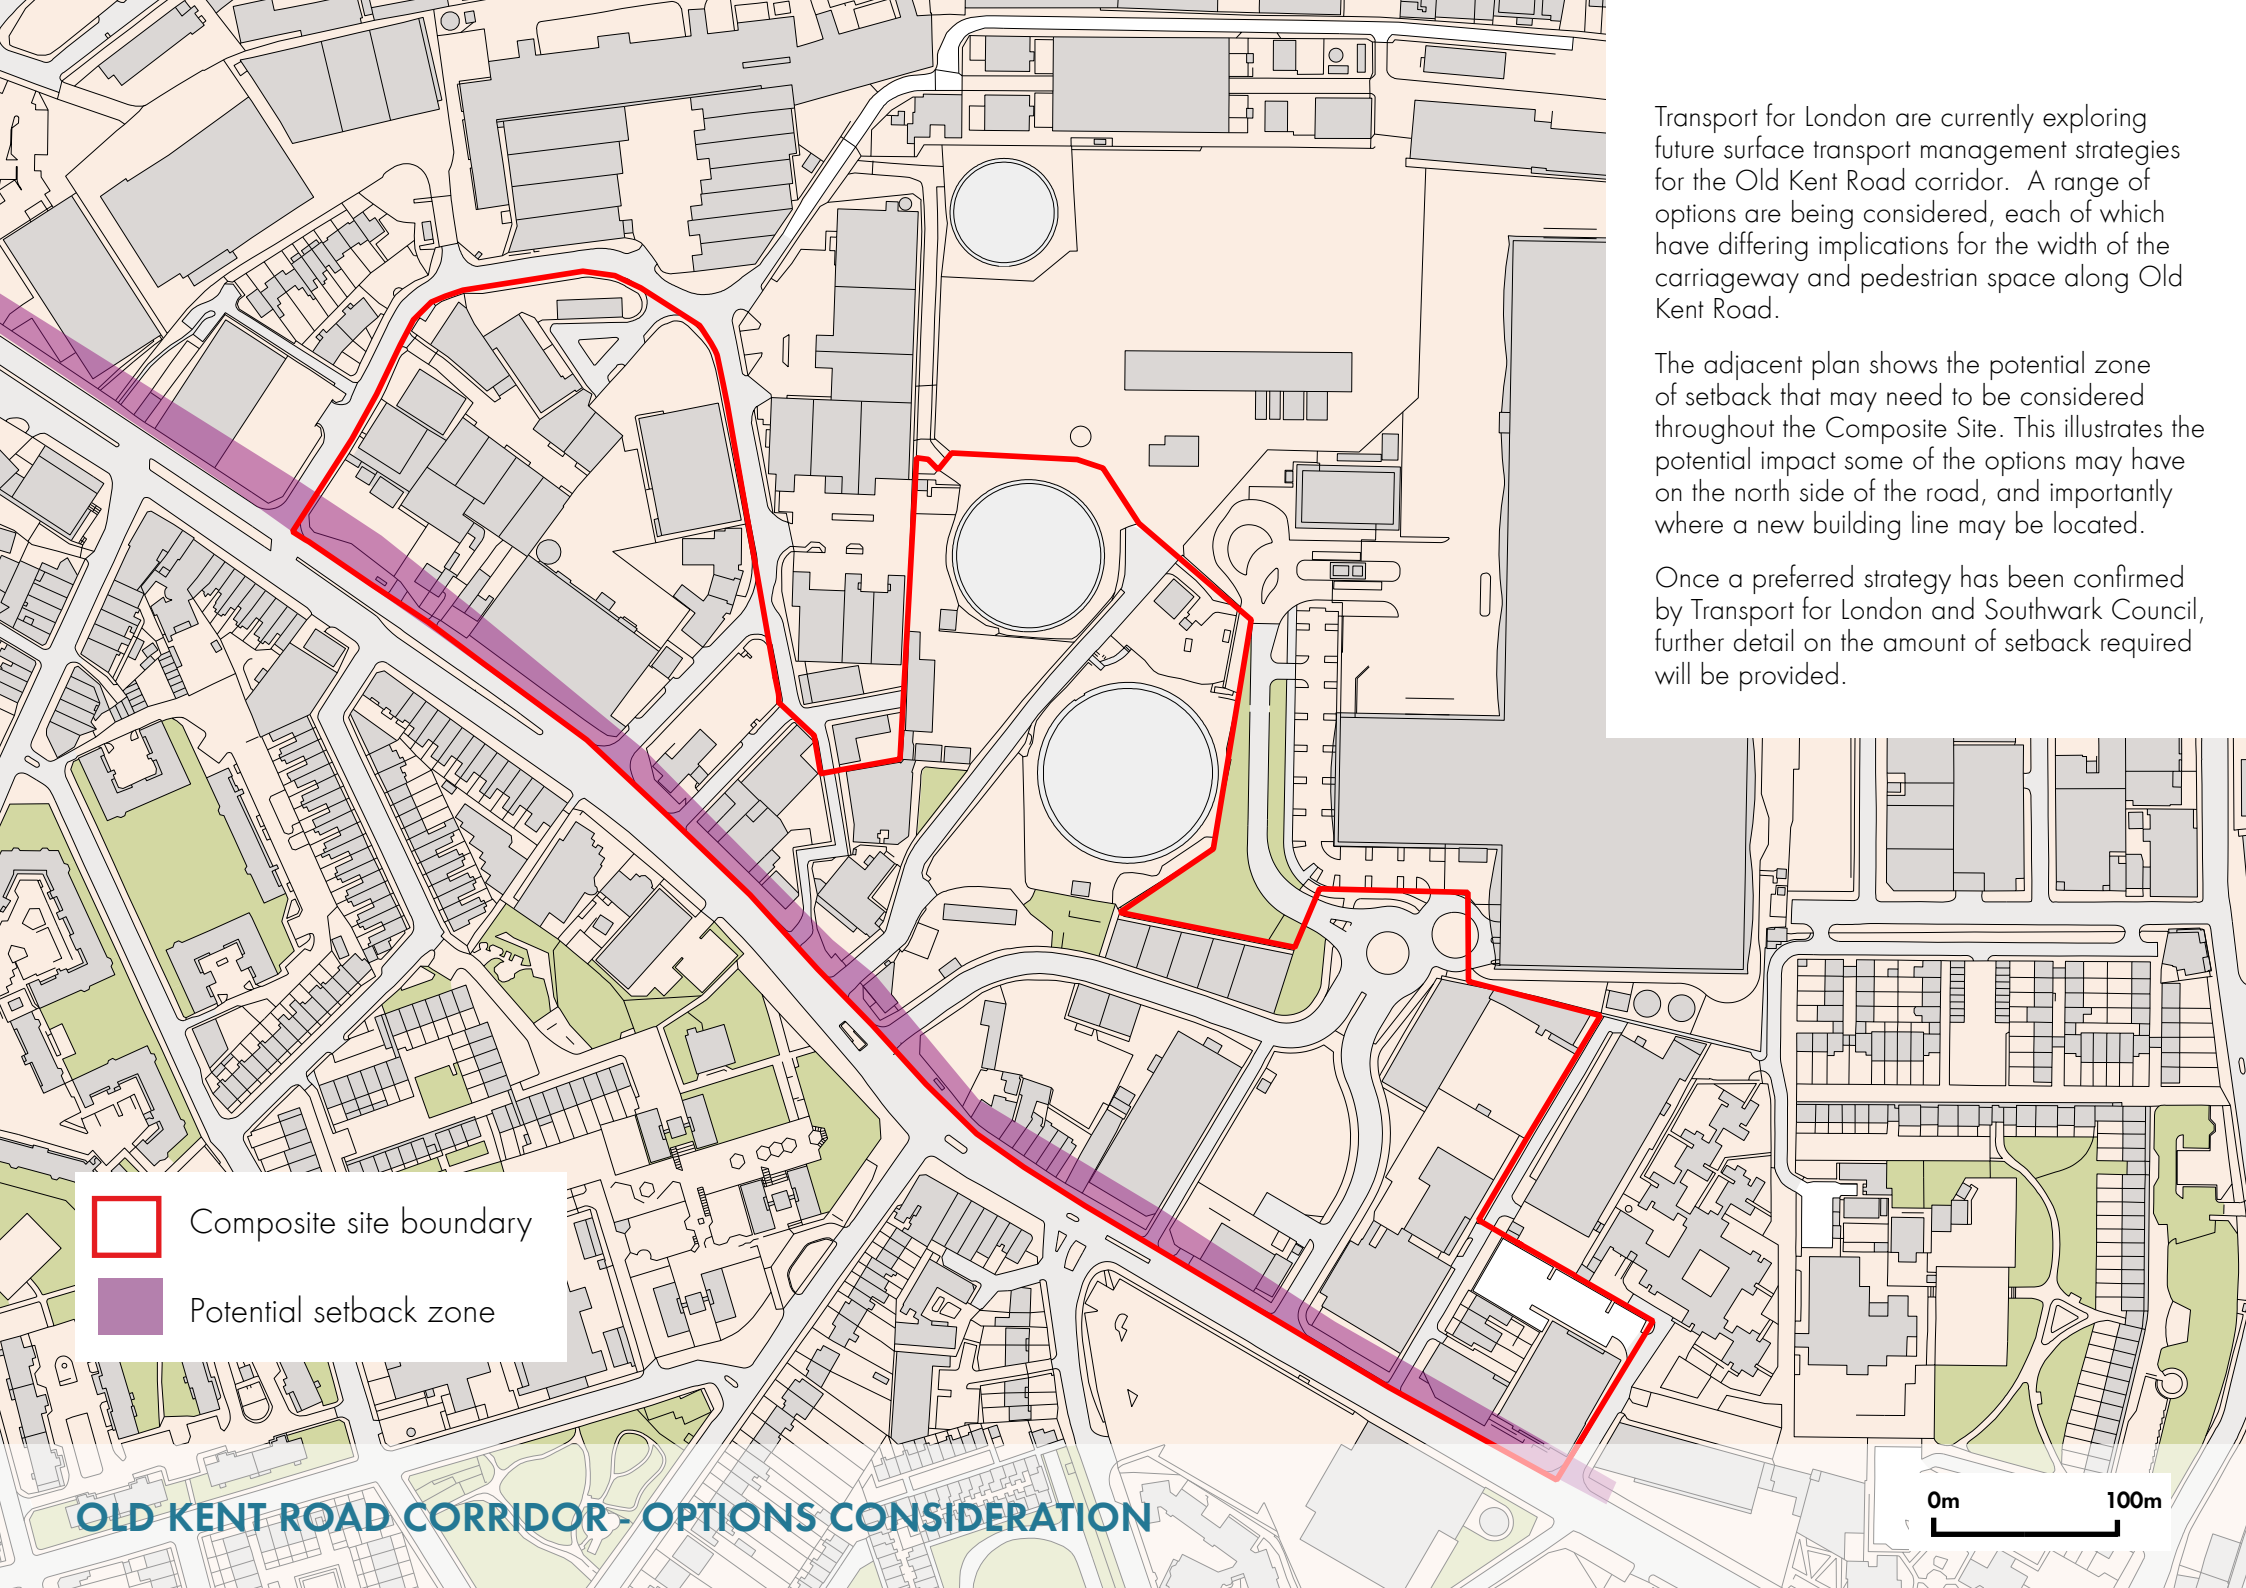 Transport for London are currently exploring
future surface transport management strategies
for the Old Kent Road corridor.  A range of
options are being considered, each of which
have differing implications for the width of the
carriageway and pedestrian space along Old
Kent Road.
The adjacent plan shows the potential zone
of setback that may need to be considered
throughout the Composite Site. This illustrates the
potential impact some of the options may have
on the north side of the road, and importantly
where a new building line may be located.
Once a preferred strategy has been confirmed
by Transport for London and Southwark Council,
further detail on the amount of setback required
will be provided.
Composite site boundary
Potential setback zone
OLD KENT ROAD CORRIDOR - OPTIONS CONSIDERATION
0m 100m